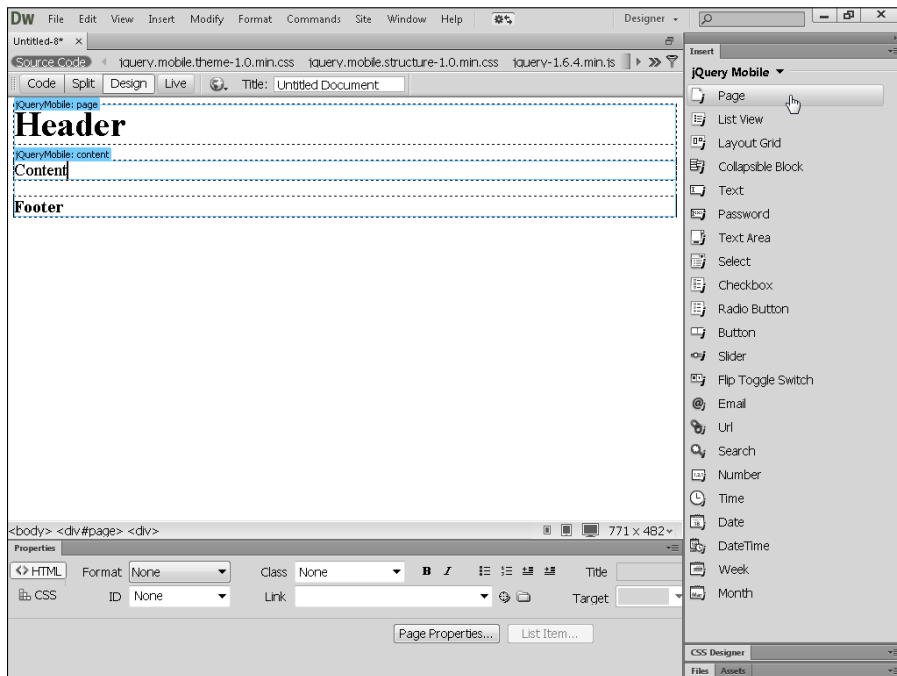 DW File Edit View Insert Modify Format Commands Site Window Help Designer
Untitled-8* ×
Source Code jquery.mobile.theme-1.0.min.css jquery.mobile.structure-1.0.min.css jquery-1.6.4.min.js
Code Split Design Live Title: Untitled Document
jQueryMobile: page
Header
jQueryMobile: content
Content
Footer
<body> <div#page> <div>
771 x 482
Properties
<> HTML Format None Class None B I Title
CSS ID None Link Target
Page Properties... List Item...
Insert
jQuery Mobile
Page
List View
Layout Grid
Collapsible Block
Text
Password
Text Area
Select
Checkbox
Radio Button
Button
Slider
Flip Toggle Switch
Email
Url
Search
Number
Time
Date
DateTime
Week
Month
CSS Designer
Files Assets